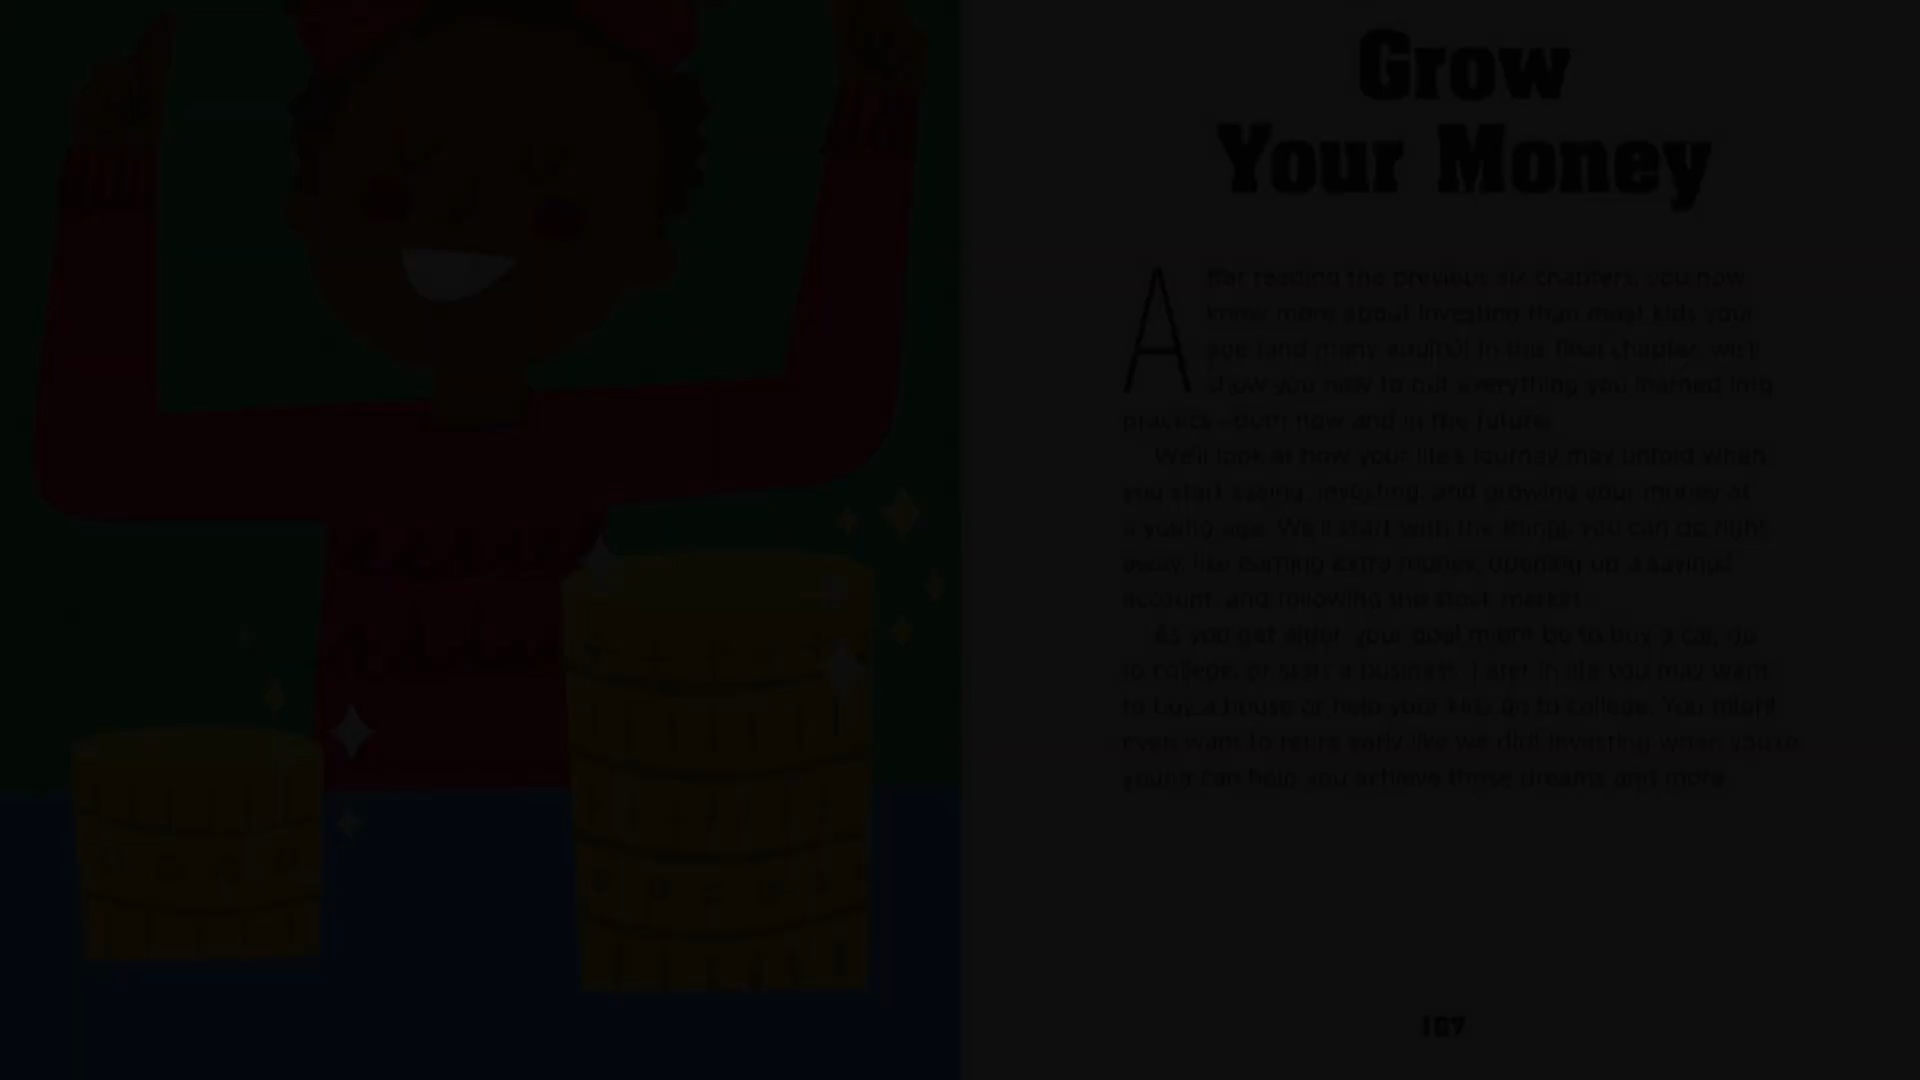 Grow
Your Money
After reading the previous six chapters, you now
know more about investing than most kids your
age (and many adults)! In this final chapter, we'll
show you how to put everything you learned into
practice—both now and in the future.
We'll look at how your life's journey may unfold when
you start saving, investing, and growing your money at
a young age. We'll start with the things you can do right
away, like earning extra money, opening up a savings
account, and following the stock market.
As you get older, your goal might be to buy a car, go
to college, or start a business. Later in life you may want
to buy a house or help your kids go to college. You might
even want to retire early like we did! Investing when you're
young can help you achieve those dreams and more.
167